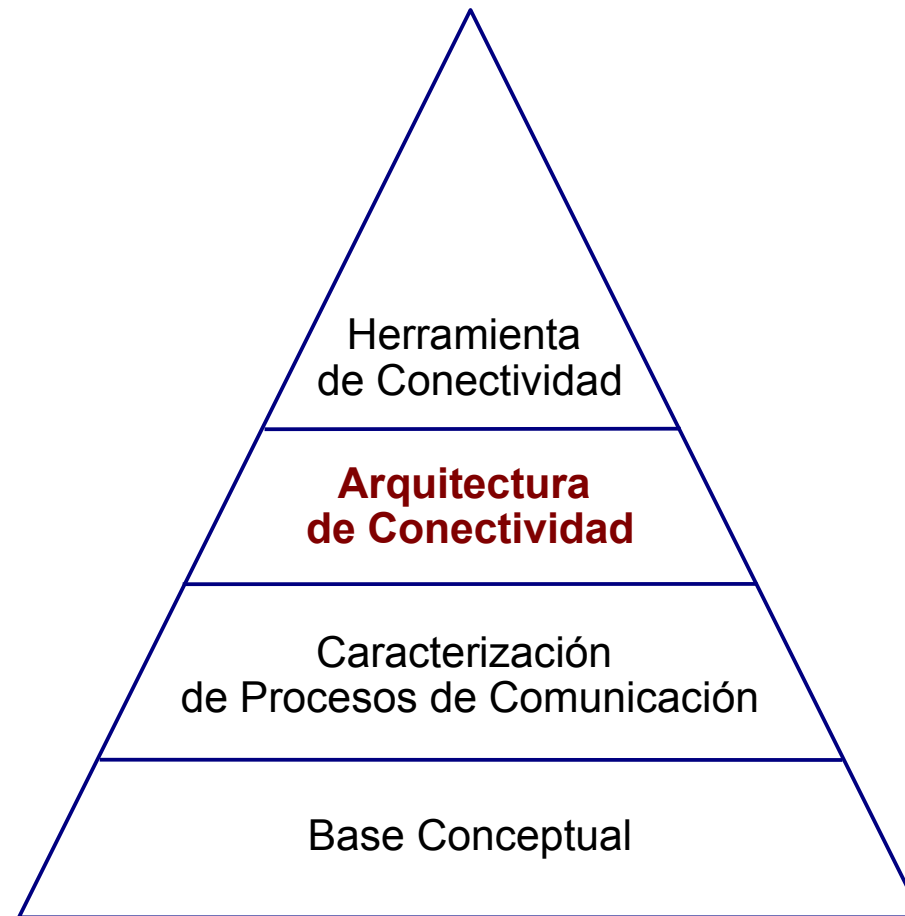 Herramienta
de Conectividad
Arquitectura
de Conectividad
Caracterización
de Procesos de Comunicación
Base Conceptual